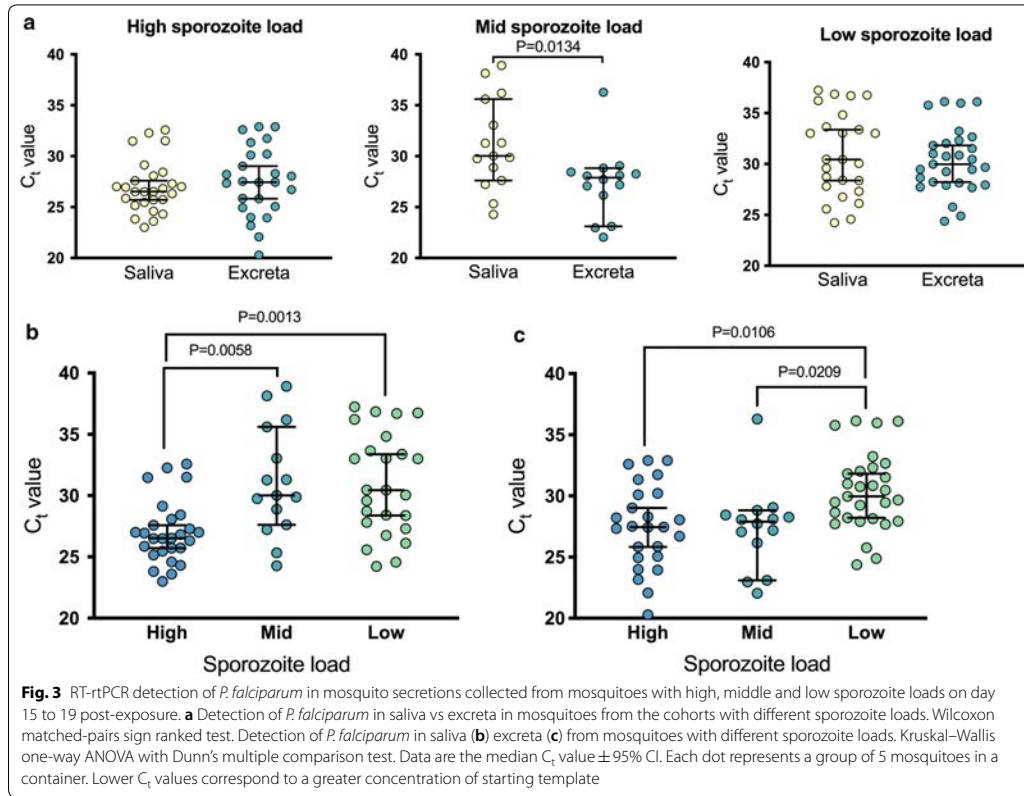 a
High sporozoite load
40
35
30
25
20
Ct value
Saliva
Excreta
Mid sporozoite load
P=0.0134
40
35
30
25
20
Ct value
Saliva
Excreta
Low sporozoite load
40
35
30
25
20
Ct value
Saliva
Excreta
b
P=0.0013
P=0.0058
40
35
30
25
20
Ct value
High
Mid
Low
Sporozoite load
c
P=0.0106
P=0.0209
40
35
30
25
20
Ct value
High
Mid
Low
Sporozoite load
Fig. 3 RT-rtPCR detection of P. falciparum in mosquito secretions collected from mosquitoes with high, middle and low sporozoite loads on day
15 to 19 post-exposure. a Detection of P. falciparum in saliva vs excreta in mosquitoes from the cohorts with different sporozoite loads. Wilcoxon
matched-pairs sign ranked test. Detection of P. falciparum in saliva (b) excreta (c) from mosquitoes with different sporozoite loads. Kruskal–Wallis
one-way ANOVA with Dunn's multiple comparison test. Data are the median Ct value ± 95% CI. Each dot represents a group of 5 mosquitoes in a
container. Lower Ct values correspond to a greater concentration of starting template